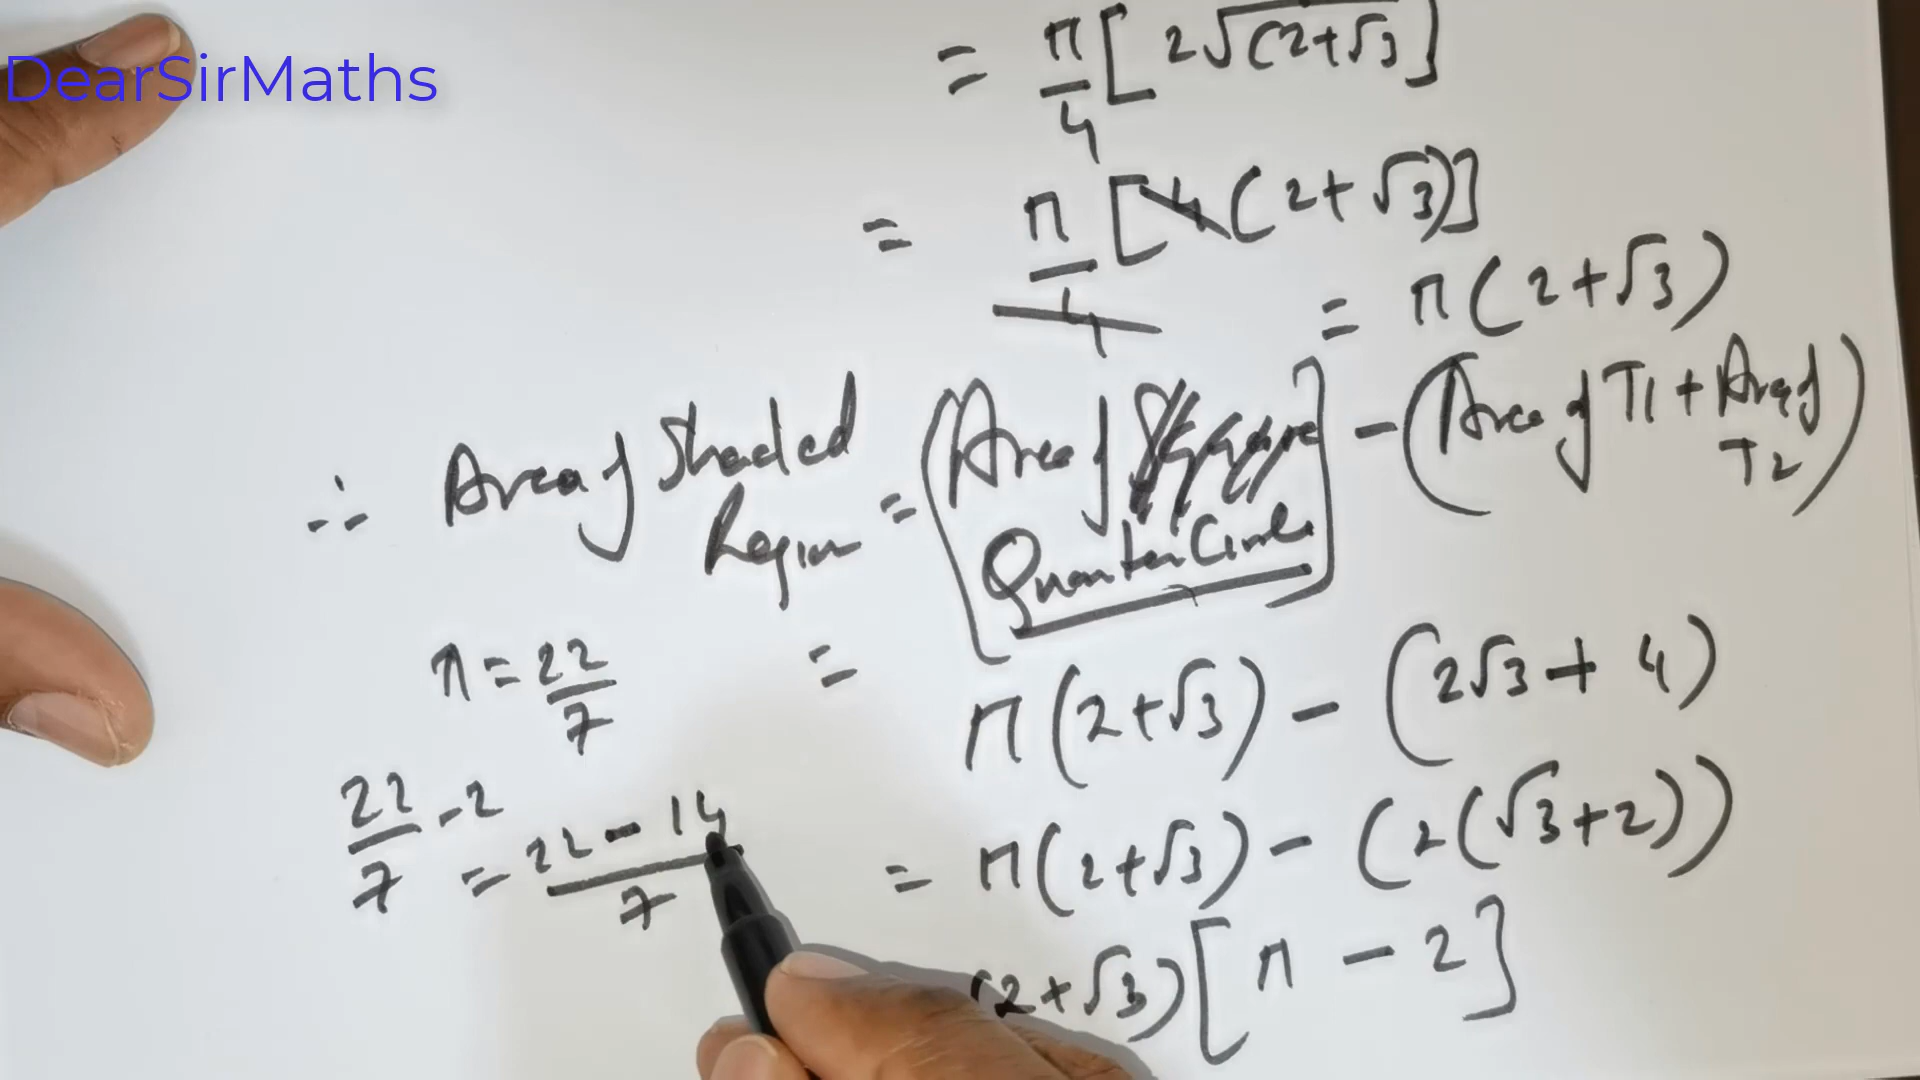 DearSirMaths
= π/4 [2√(2+√3]
= π/4 [4(2+√3)]
= π(2+√3)
∴ Area of Shaded Region = [Area of Quarter Circle] - (Area of T1 + Area of T2)
π = 22/7
= π(2+√3) - (2√3 + 4)
22/7 - 2 = 22 - 14/7
= π(2+√3) - (2(√3+2))
(2+√3)[π - 2]